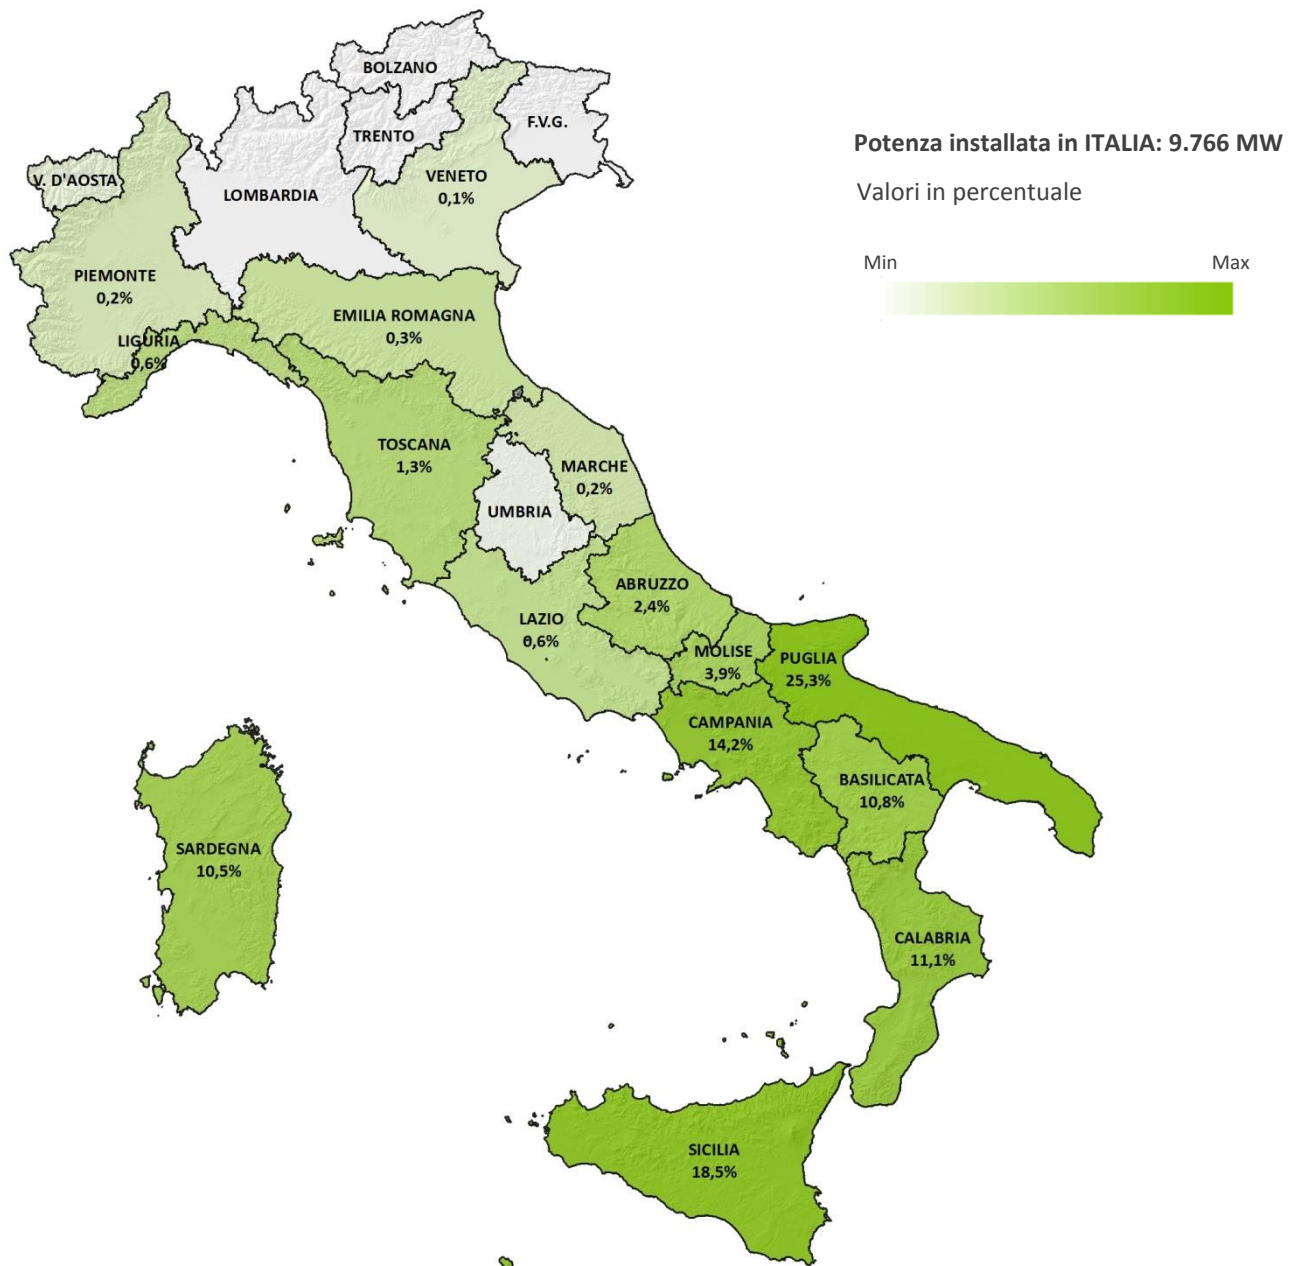 BOLZANO
F.V.G.
TRENTO
Potenza installata in ITALIA: 9.766 MW
V. D'AOSTA
VENETO
0,1%
LOMBARDIA
Valori in percentuale
Min
Max
PIEMONTE
0,2%
EMILIA ROMAGNA
0,3%
LIGURIA
0,6%
TOSCANA
1,3%
MARCHE
0,2%
UMBRIA
ABRUZZO
2,4%
LAZIO
0,6%
MOLISE
3,9%
PUGLIA
25,3%
CAMPANIA
14,2%
BASILICATA
10,8%
SARDEGNA
10,5%
CALABRIA
11,1%
SICILIA
18,5%